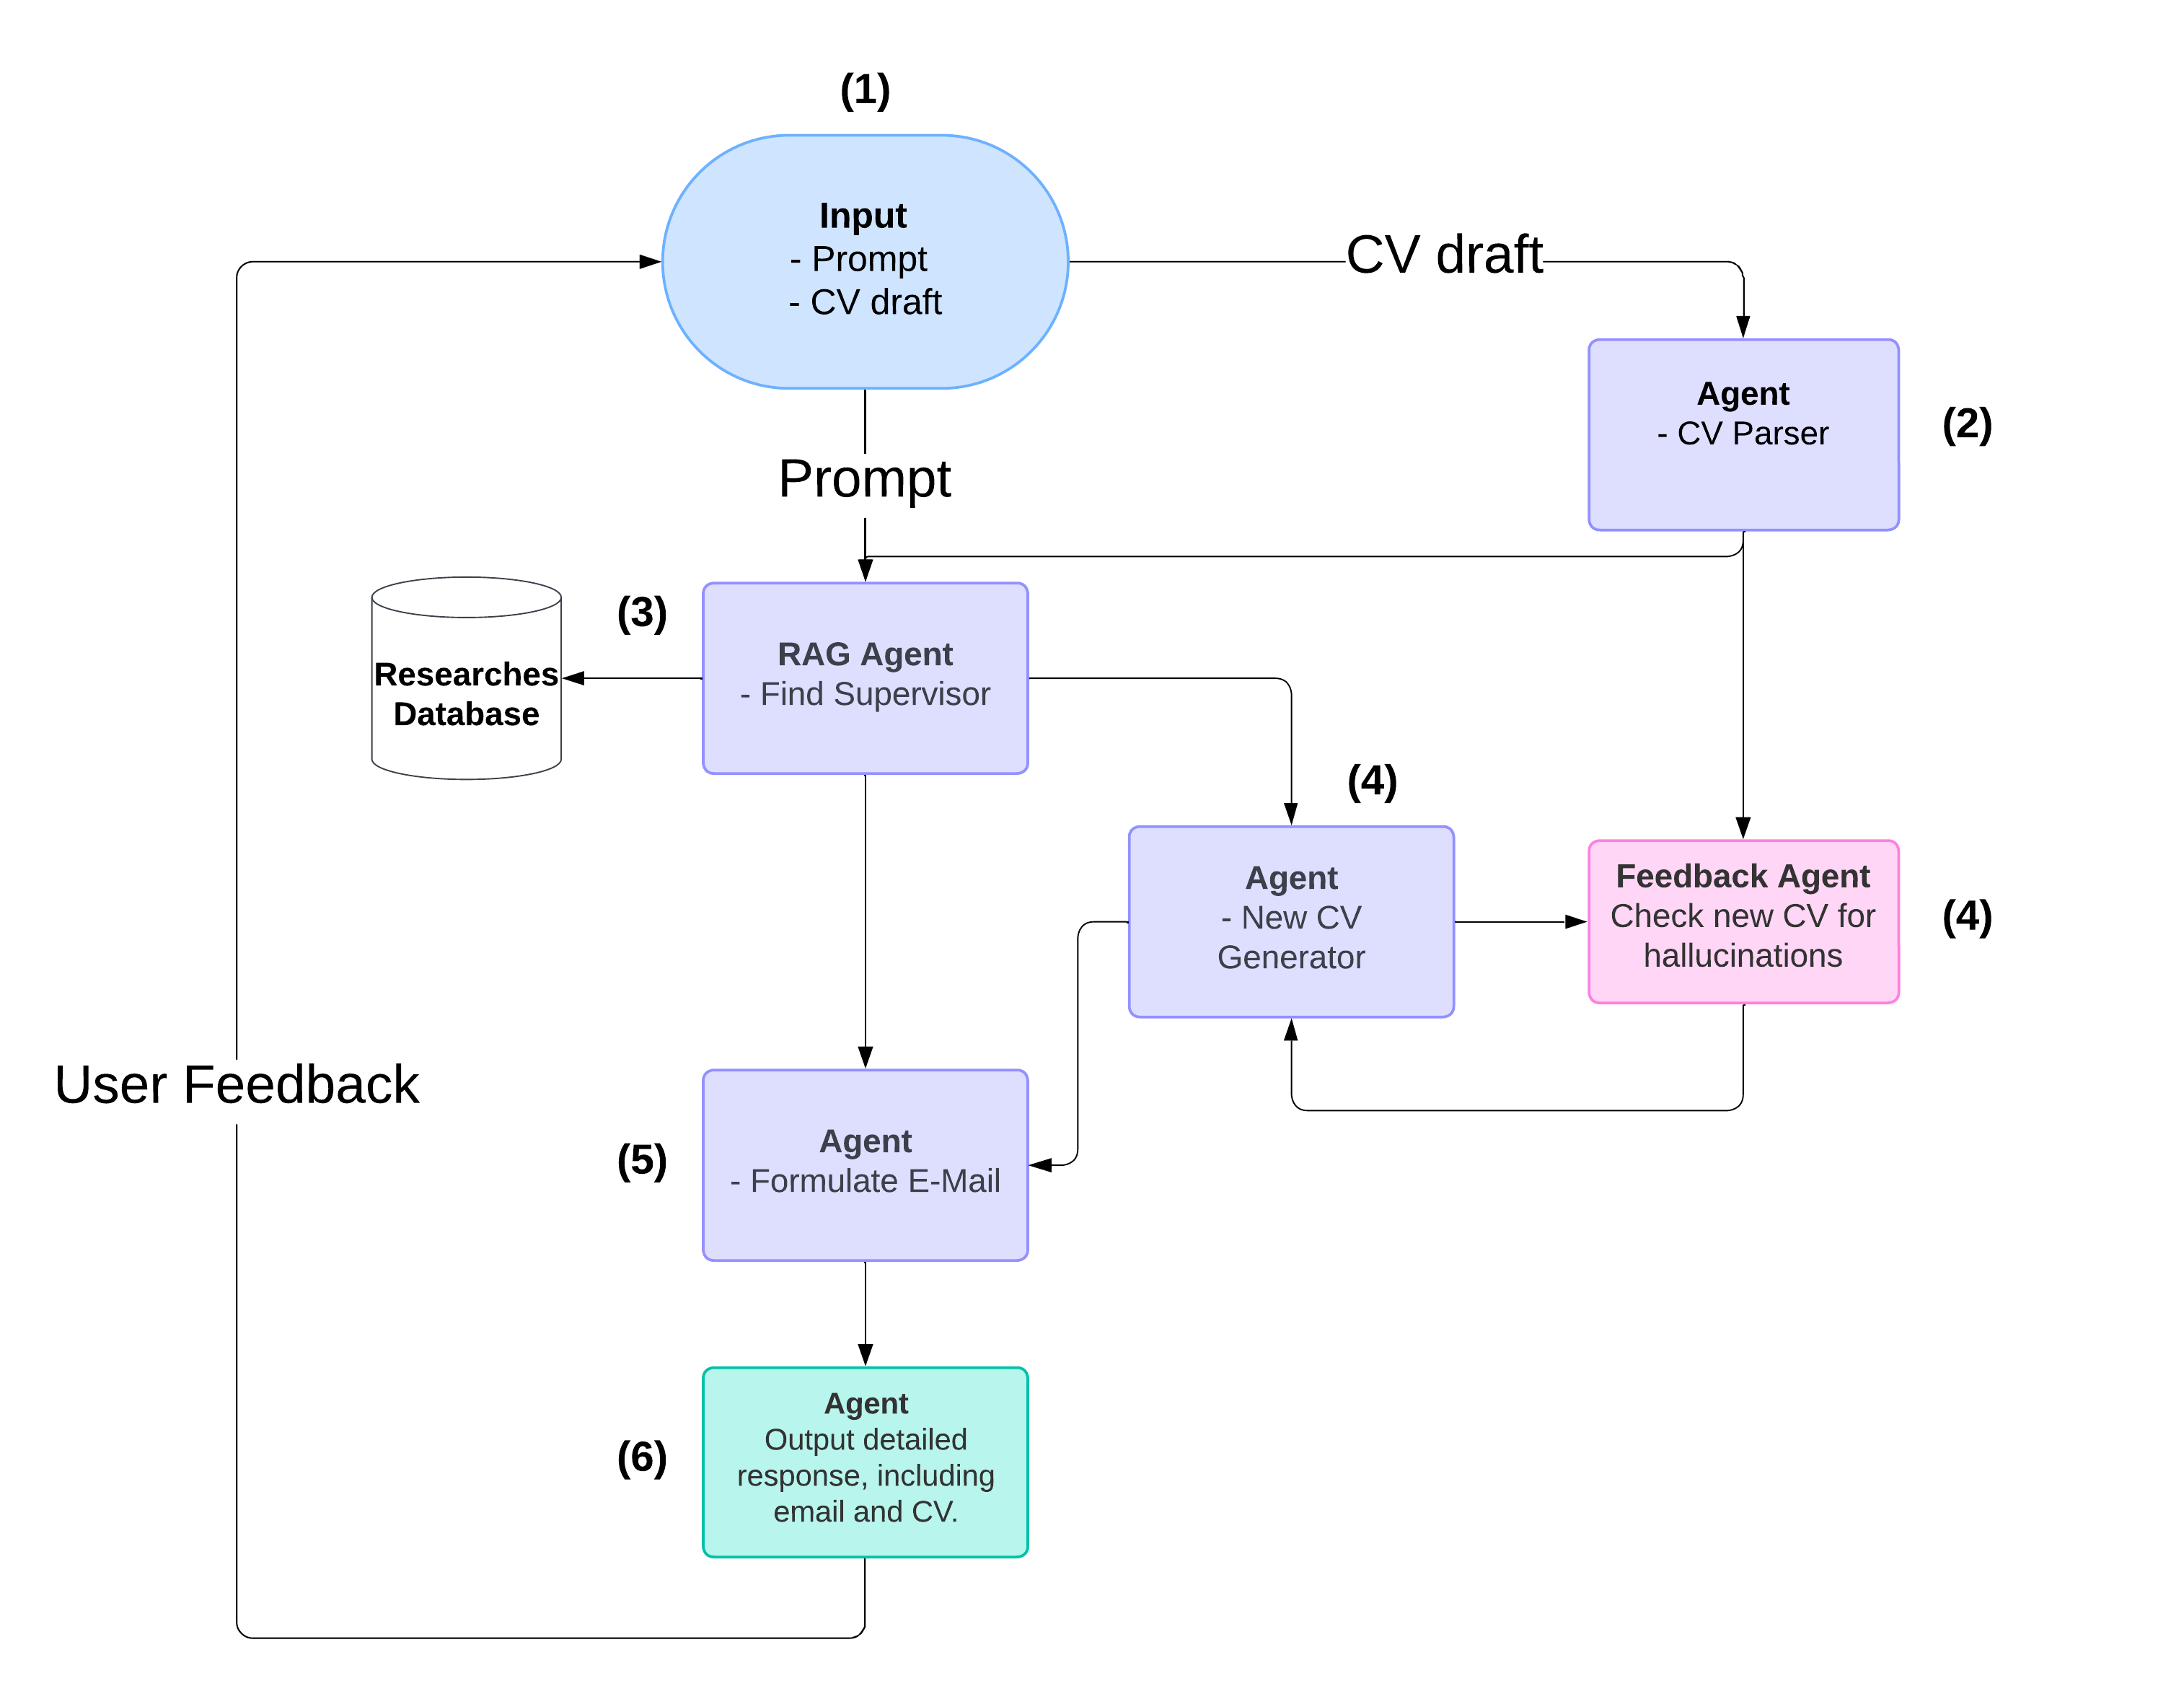 (1)
Input
- Prompt
- CV draft
CV draft
Agent
- CV Parser
(2)
Prompt
(3)
RAG Agent
- Find Supervisor
Researches
Database
(4)
Agent
- New CV
Generator
Feedback Agent
Check new CV for
hallucinations
(4)
User Feedback
(5)
Agent
- Formulate E-Mail
(6)
Agent
Output detailed
response, including
email and CV.